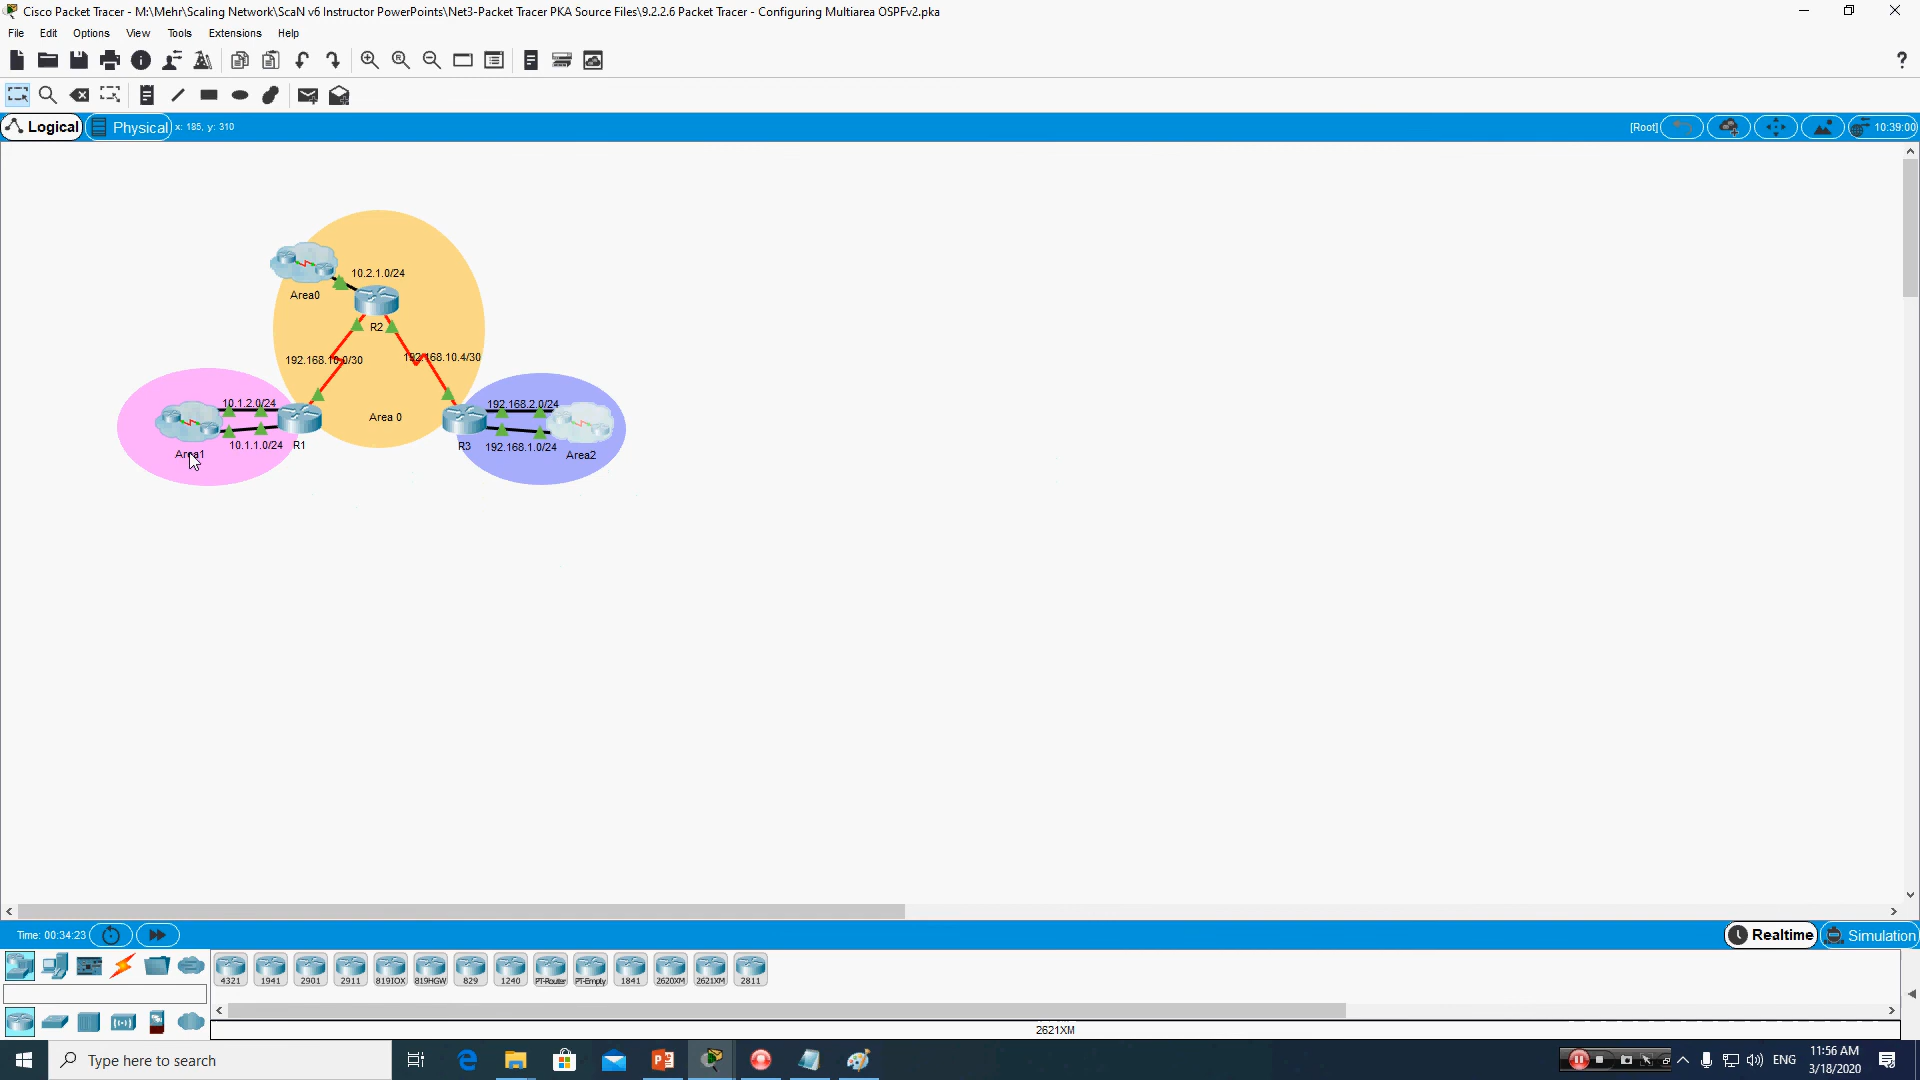 Cisco Packet Tracer - M:\Mehr\Scaling Network\ScaN v6 Instructor PowerPoints\Net3-Packet Tracer PKA Source Files\9.2.2.6 Packet Tracer - Configuring Multiarea OSPFv2.pka
File Edit Options View Tools Extensions Help
Logical Physical x: 185, y: 310 [Root] 10:39:00
10.2.1.0/24
Area0
R2
192.168.10.0/30 192.168.10.4/30
10.1.2.0/24 Area 0 192.168.2.0/24
10.1.1.0/24 R1 R3 192.168.1.0/24
Area1 Area2
Time: 00:34:23 Realtime Simulation
4321 1941 2901 2911 819IOX 819HGW 829 1240 PT-Router PT-Empty 1841 2620XM 2621XM 2811
2621XM
Type here to search ENG 11:56 AM
3/18/2020